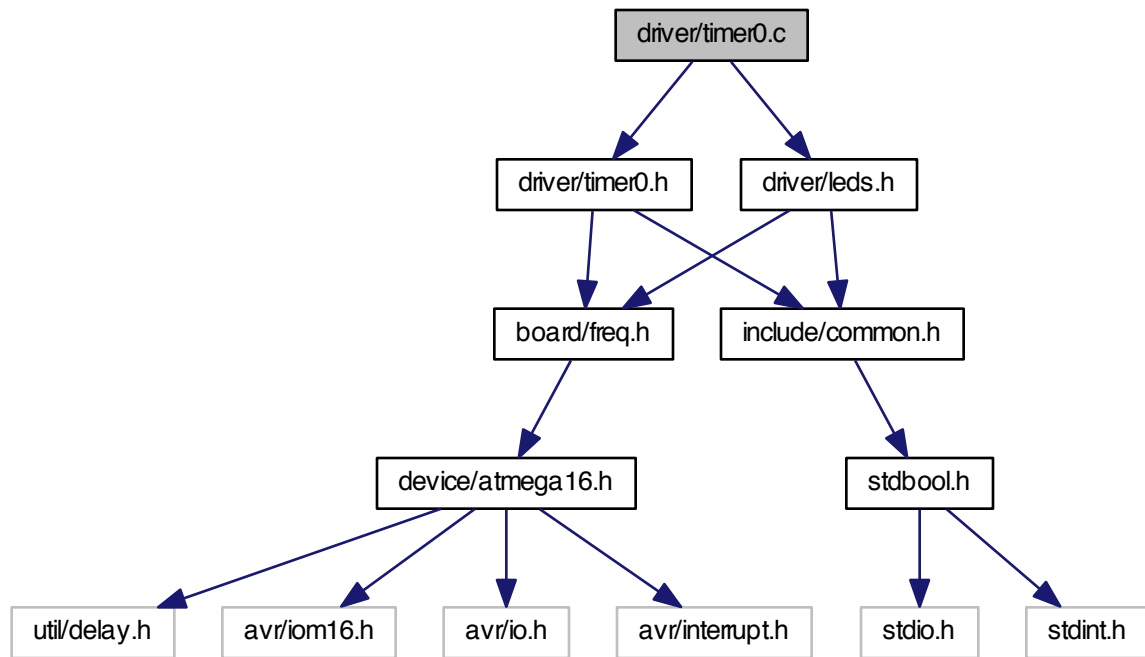 driver/timer0.c
driver/timer0.h
driver/leds.h
board/freq.h
include/common.h
device/atmega16.h
stdbool.h
util/delay.h
avr/iom16.h
avr/io.h
avr/interrupt.h
stdio.h
stdint.h